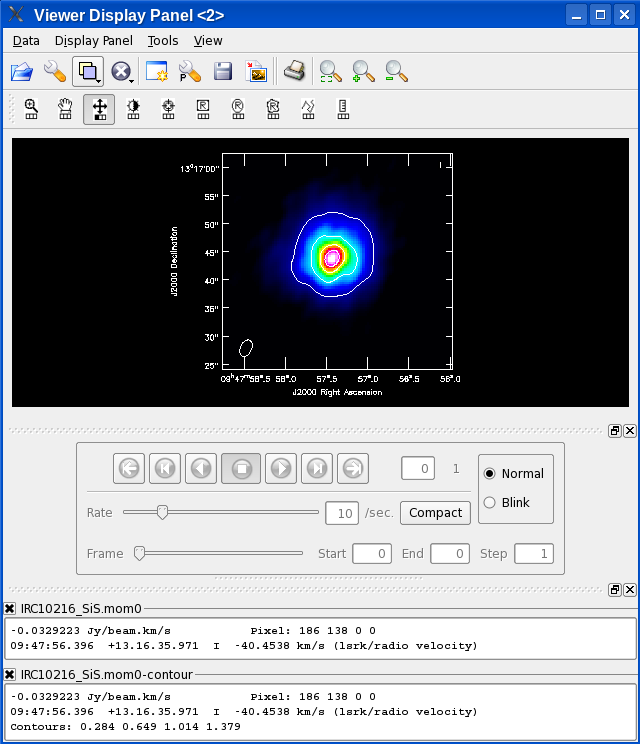 Viewer Display Panel <2>
Data Display Panel Tools View
P
R R R
I
13ʰ17'00"
55"
50"
45"
40"
35"
30"
25"
J2000 Declination
09ʰ47ᵐ58ˢ.5 58ˢ.0 57ˢ.5 57ˢ.0 56ˢ.5 56ˢ.0
J2000 Right Ascension
0 1
Normal
Blink
Rate 10 /sec. Compact
Frame Start 0 End 0 Step 1
IRC10216_SiS.mom0
-0.0329223 Jy/beam.km/s Pixel: 186 138 0 0
09:47:56.396 +13.16.35.971 I -40.4538 km/s (lsrk/radio velocity)
IRC10216_SiS.mom0-contour
-0.0329223 Jy/beam.km/s Pixel: 186 138 0 0
09:47:56.396 +13.16.35.971 I -40.4538 km/s (lsrk/radio velocity)
Contours: 0.284 0.649 1.014 1.379